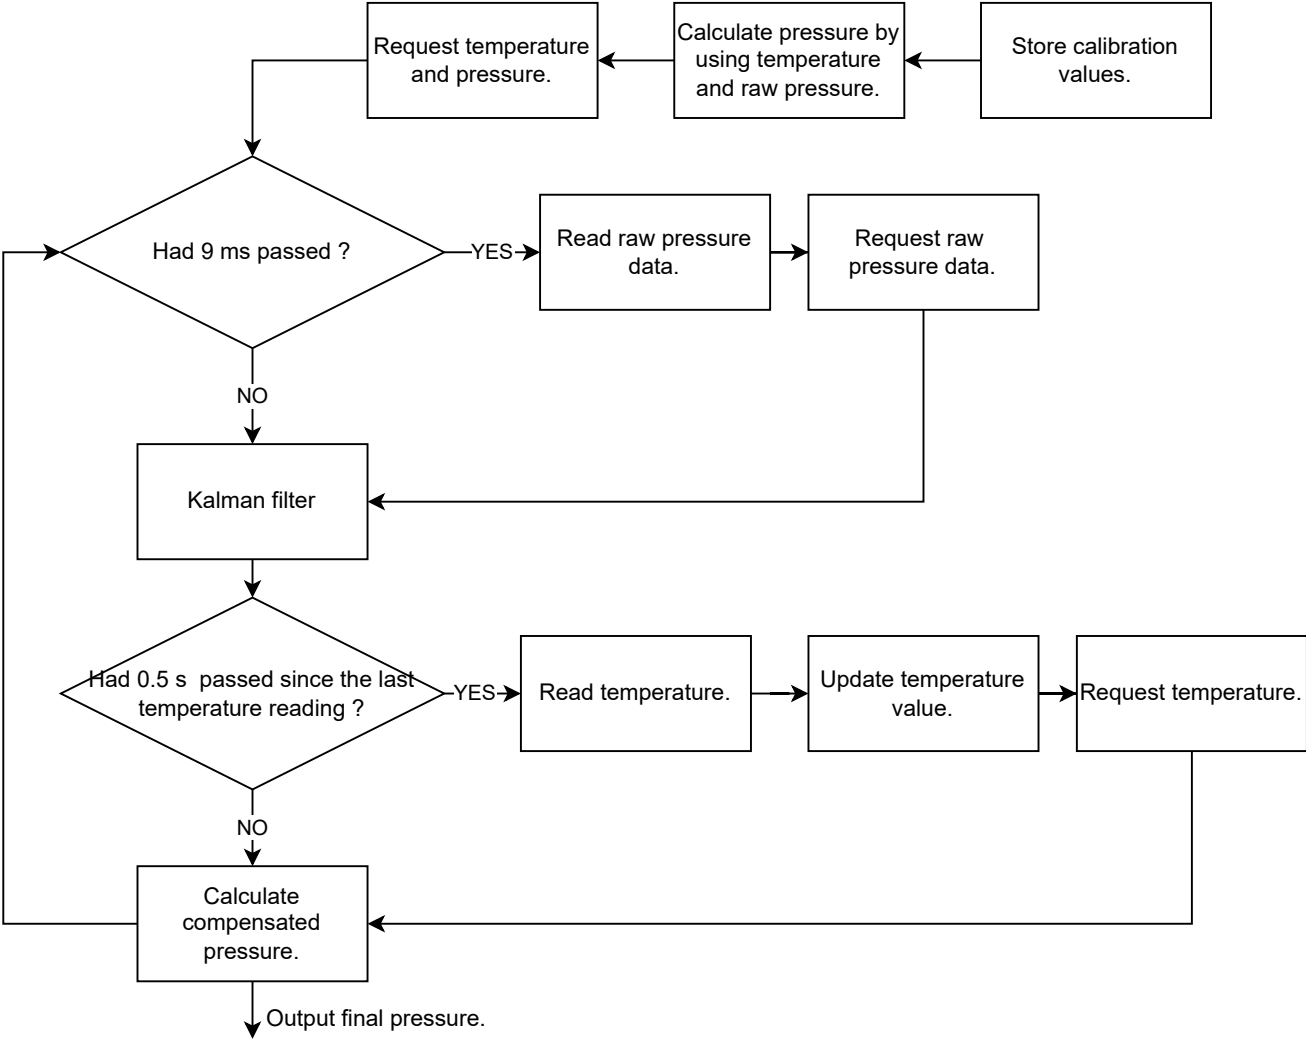 Request temperature
and pressure.
Calculate pressure by
using temperature
and raw pressure.
Store calibration
values.
Had 9 ms passed ?
YES
Read raw pressure
data.
Request raw
pressure data.
NO
Kalman filter
Had 0.5 s  passed since the last
temperature reading ?
YES
Read temperature.
Update temperature
value.
Request temperature.
NO
Calculate
compensated
pressure.
Output final pressure.